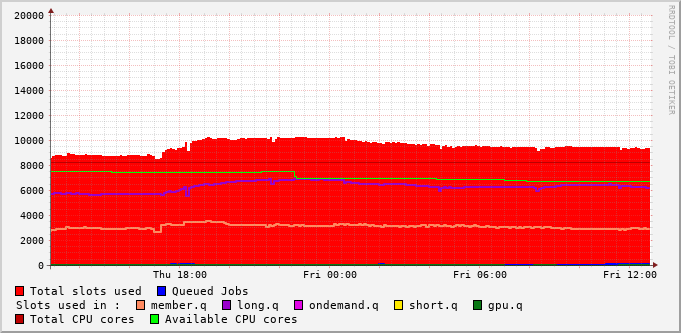 20000
18000
16000
14000
12000
10000
8000
6000
4000
2000
0
Thu 18:00 Fri 00:00 Fri 06:00 Fri 12:00
RRDTOOL / TOBI OETIKER
Total slots used Queued Jobs
Slots used in : member.q long.q ondemand.q short.q gpu.q
Total CPU cores Available CPU cores